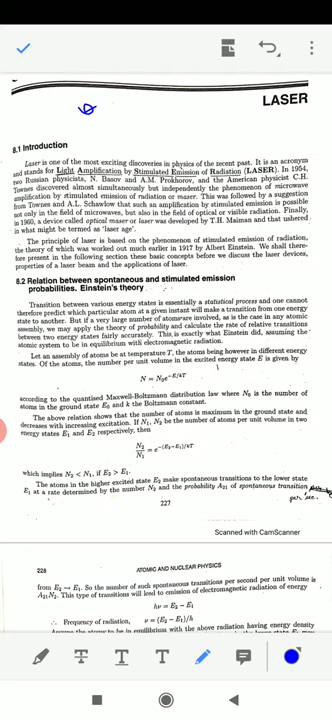 LASER
8.1 Introduction
Laser is one of the most exciting discoveries in physics of the recent past. It is an acronym
and stands for Light Amplification by Stimulated Emission of Radiation (LASER). In 1954,
two Russian physicists, N. Basov and A.M. Prokhorov, and the American physicist C.H.
Townes discovered almost simultaneously but independently the phenomenon of microwave
amplification by stimulated emission of radiation or maser. This was followed by a suggestion
from Townes and A.L. Schawlow that such an amplification by stimulated emission is possible
not only in the field of microwaves, but also in the field of optical or visible radiation. Finally,
in 1960, a device called optical maser or laser was developed by T.H. Maiman and that ushered
in what might be termed as 'laser age'.
The principle of laser is based on the phenomenon of stimulated emission of radiation,
the theory of which was worked out much earlier in 1917 by Albert Einstein. We shall there-
fore present in the following section these basic concepts before we discuss the laser devices,
properties of a laser beam and the applications of laser.
8.2 Relation between spontaneous and stimulated emission
probabilities. Einstein's theory
Transition between various energy states is essentially a statistical process and one cannot
therefore predict which particular atom at a given instant will make a transition from one energy
state to another. But if a very large number of atoms are involved, as is the case in any atomic
assembly, we may apply the theory of probability and calculate the rate of relative transitions
between two energy states fairly accurately. This is exactly what Einstein did, assuming the
atomic system to be in equilibrium with electromagnetic radiation.
Let an assembly of atoms be at temperature T, the atoms being however in different energy
states. Of the atoms, the number per unit volume in the excited energy state E is given by
N = N₀e^{-E/kT}
according to the quantised Maxwell-Boltzmann distribution law where N₀ is the number of
atoms in the ground state E₀ and k the Boltzmann constant.
The above relation shows that the number of atoms is maximum in the ground state and
decreases with increasing excitation. If N₁, N₂ be the number of atoms per unit volume in two
energy states E₁ and E₂ respectively, then
N₂/N₁ = e^{-(E₂-E₁)/kT}
which implies N₂ < N₁, if E₂ > E₁.
The atoms in the higher excited state E₂ make spontaneous transitions to the lower state
E₁ at a rate determined by the number N₂ and the probability A₂₁ of spontaneous transition
per sec.
227
Scanned with CamScanner
228 ATOMIC AND NUCLEAR PHYSICS
from E₂ → E₁. So the number of such spontaneous transitions per second per unit volume is
A₂₁N₂. This type of transitions will lead to emission of electromagnetic radiation of energy
hν = E₂ − E₁
∴ Frequency of radiation, ν = (E₂ − E₁)/h
Assume the atoms to be in equilibrium with the above radiation having energy density